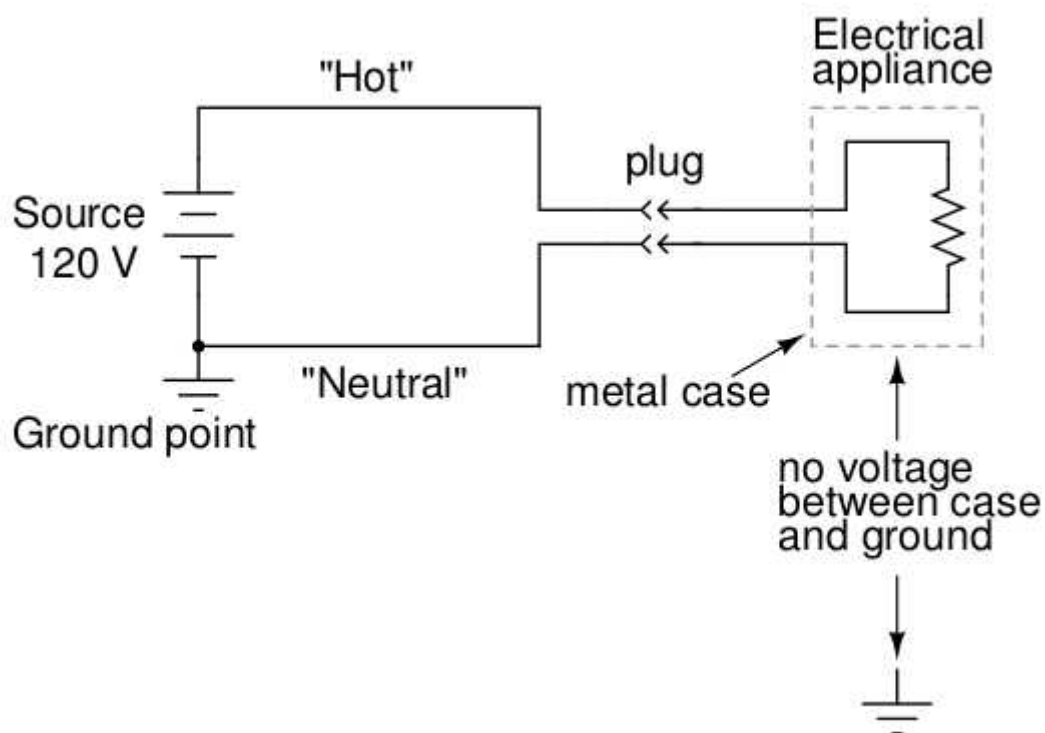 Electrical
appliance
"Hot"
plug
Source
120 V
"Neutral"
metal case
Ground point
no voltage
between case
and ground